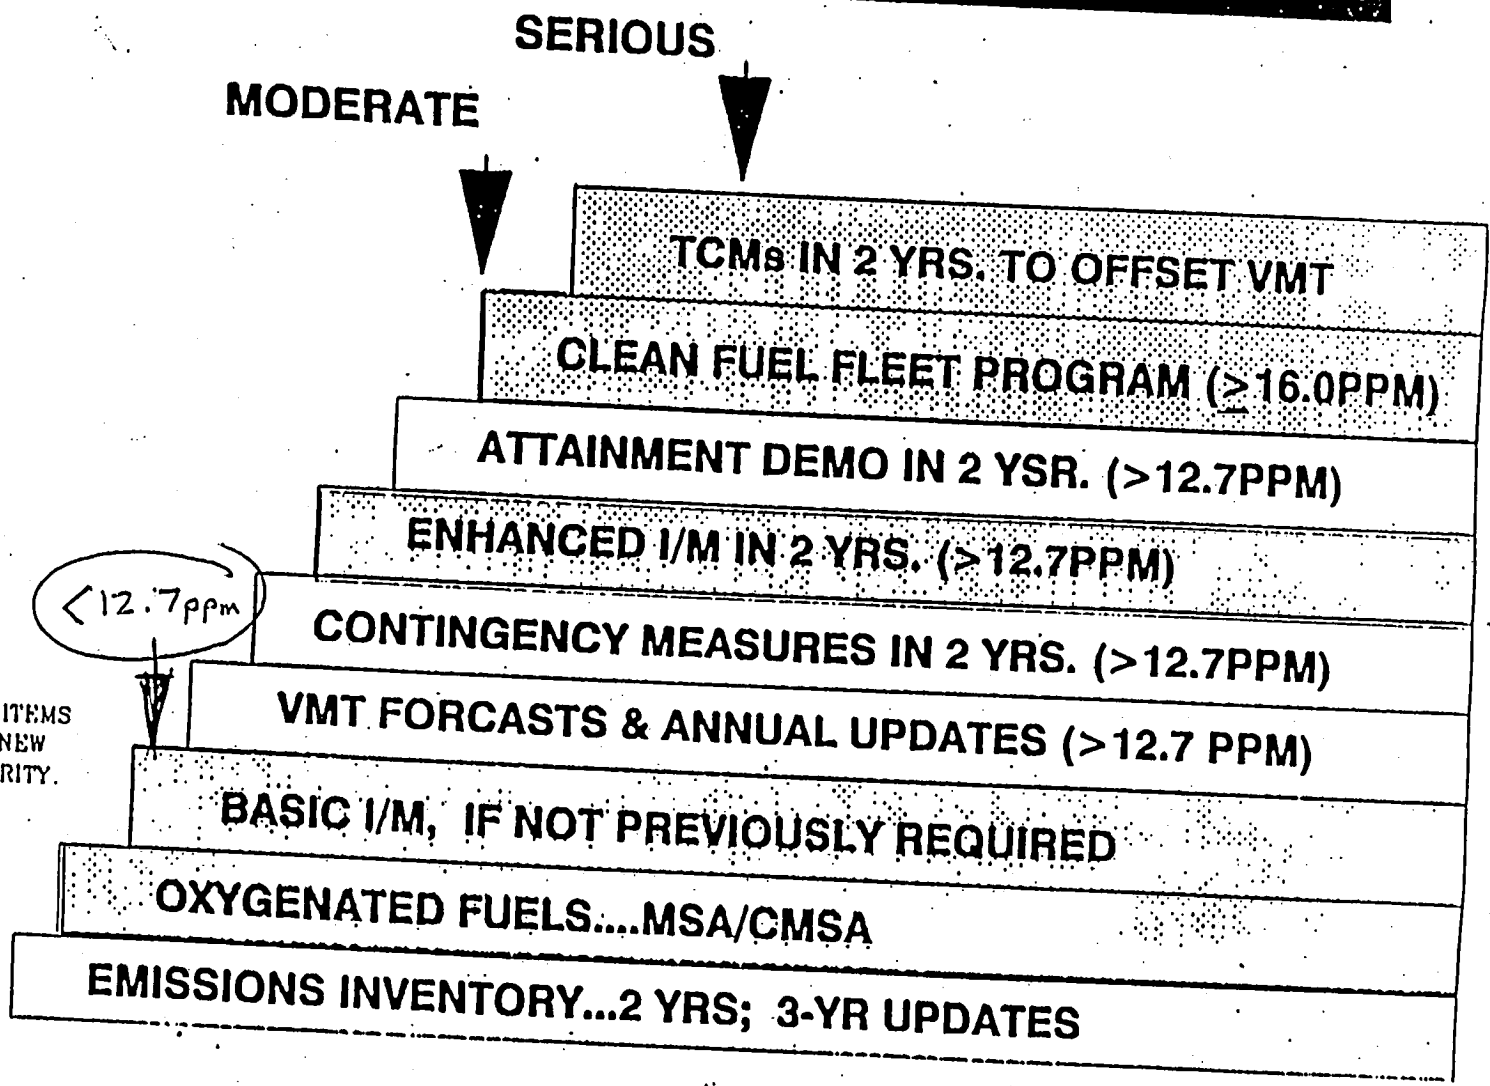 SERIOUS
MODERATE
TCMs IN 2 YRS. TO OFFSET VMT
CLEAN FUEL FLEET PROGRAM (≥16.0PPM)
ATTAINMENT DEMO IN 2 YSR. (>12.7PPM)
ENHANCED I/M IN 2 YRS. (>12.7PPM)
<12.7ppm
CONTINGENCY MEASURES IN 2 YRS. (>12.7PPM)
ITEMS
NEW
VMT FORCASTS & ANNUAL UPDATES (>12.7 PPM)
BASIC I/M, IF NOT PREVIOUSLY REQUIRED
OXYGENATED FUELS....MSA/CMSA
EMISSIONS INVENTORY...2 YRS; 3-YR UPDATES